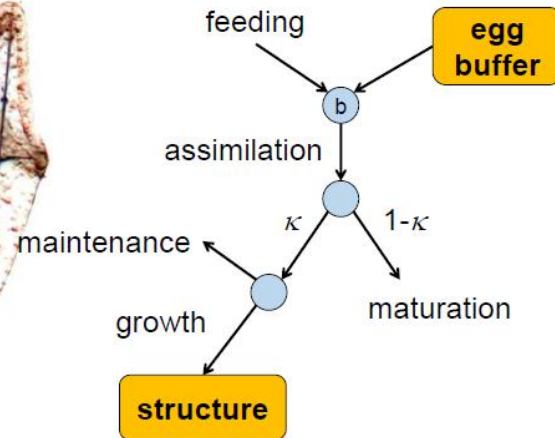 feeding
egg
buffer
b
assimilation
κ
1-κ
maintenance
maturation
growth
structure